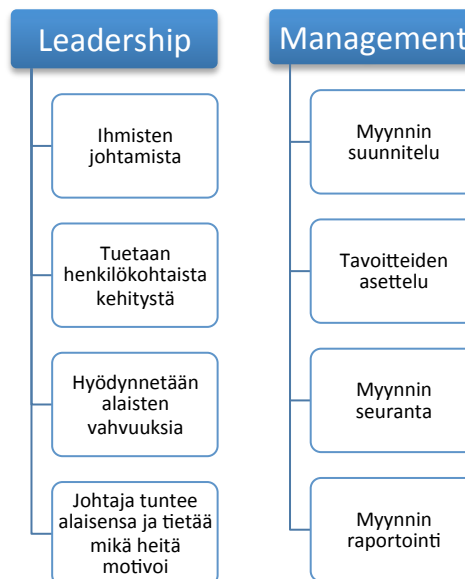 Leadership
Ihmisten
johtamista
Tuetaan
henkilökohtaista
kehitystä
Hyödynnetään
alaisten
vahvuuksia
Johtaja tuntee
alaisensa ja tietää
mikä heitä
motivoi
Management
Myynnin
suunnitelu
Tavoitteiden
asettelu
Myynnin
seuranta
Myynnin
raportointi